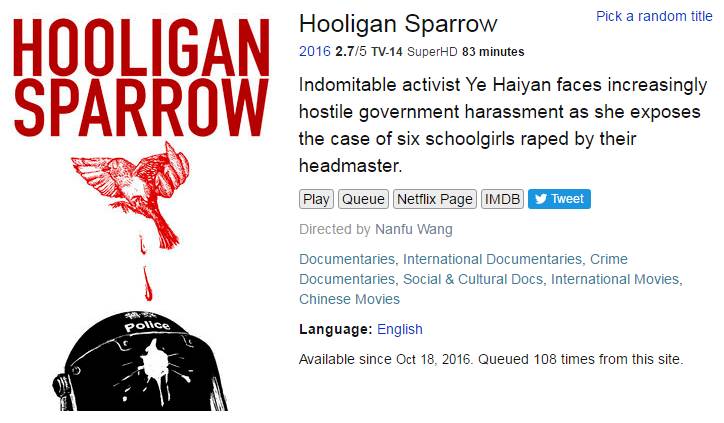 HOOLIGAN
SPARROW
Police
Hooligan Sparrow
Pick a random title
2016 2.7/5 TV-14 SuperHD 83 minutes
Indomitable activist Ye Haiyan faces increasingly
hostile government harassment as she exposes
the case of six schoolgirls raped by their
headmaster.
Play Queue Netflix Page IMDB Tweet
Directed by Nanfu Wang
Documentaries, International Documentaries, Crime
Documentaries, Social & Cultural Docs, International Movies,
Chinese Movies
Language: English
Available since Oct 18, 2016. Queued 108 times from this site.